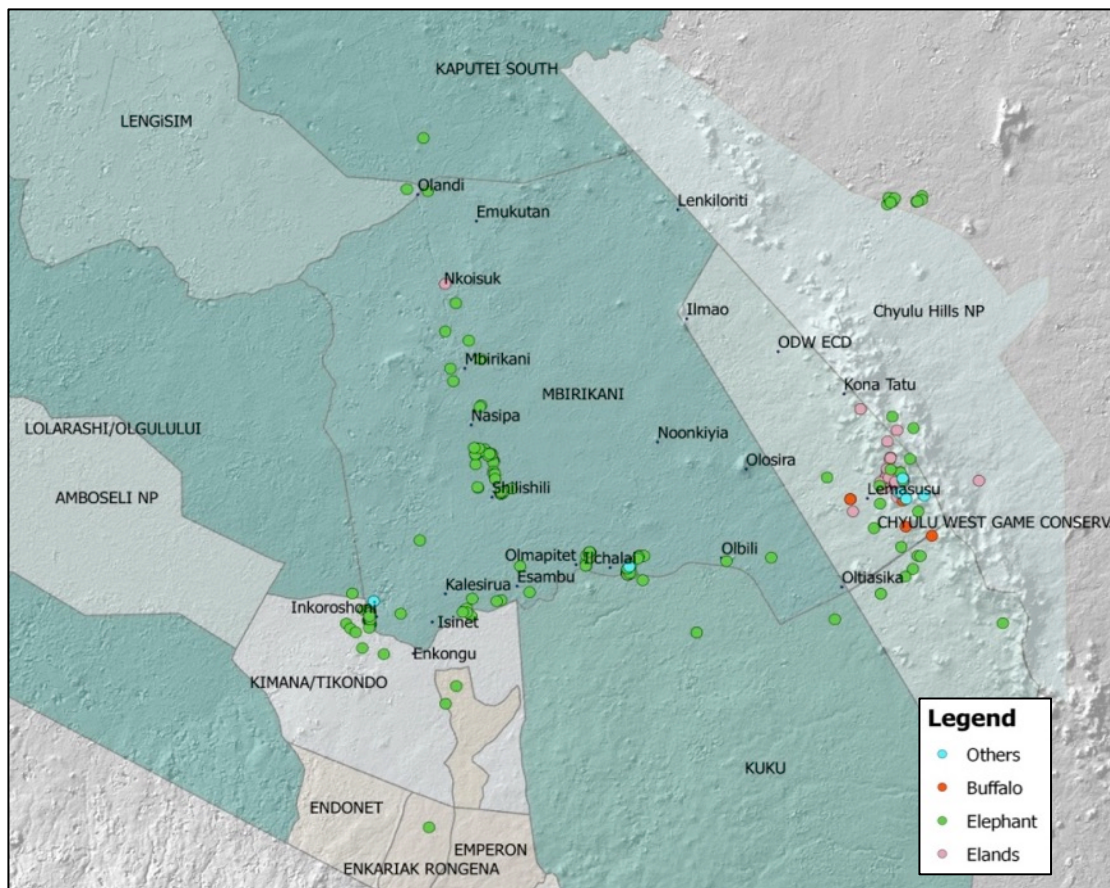 KAPUTEI SOUTH
LENGiSIM
Olandi
Lenkiloriti
Emukutan
Nkoisuk
Chyulu Hills NP
Ilmao
ODW ECD
Mbirikani
Kona Tatu
MBIRIKANI
Nasipa
LOLARASHI/OLGULULUI
Noonkiyia
Olosira
AMBOSELI NP
Shilishili
Lemasusu
CHYULU WEST GAME CONSERV
Olmapitet
Ilchalai
Olbili
Kalesirua
Esambu
Oltiasika
Inkoroshoni
Isinet
Enkongu
KIMANA/TIKONDO
KUKU
ENDONET
EMPERON
ENKARIAK RONGENA
Legend
Others
Buffalo
Elephant
Elands